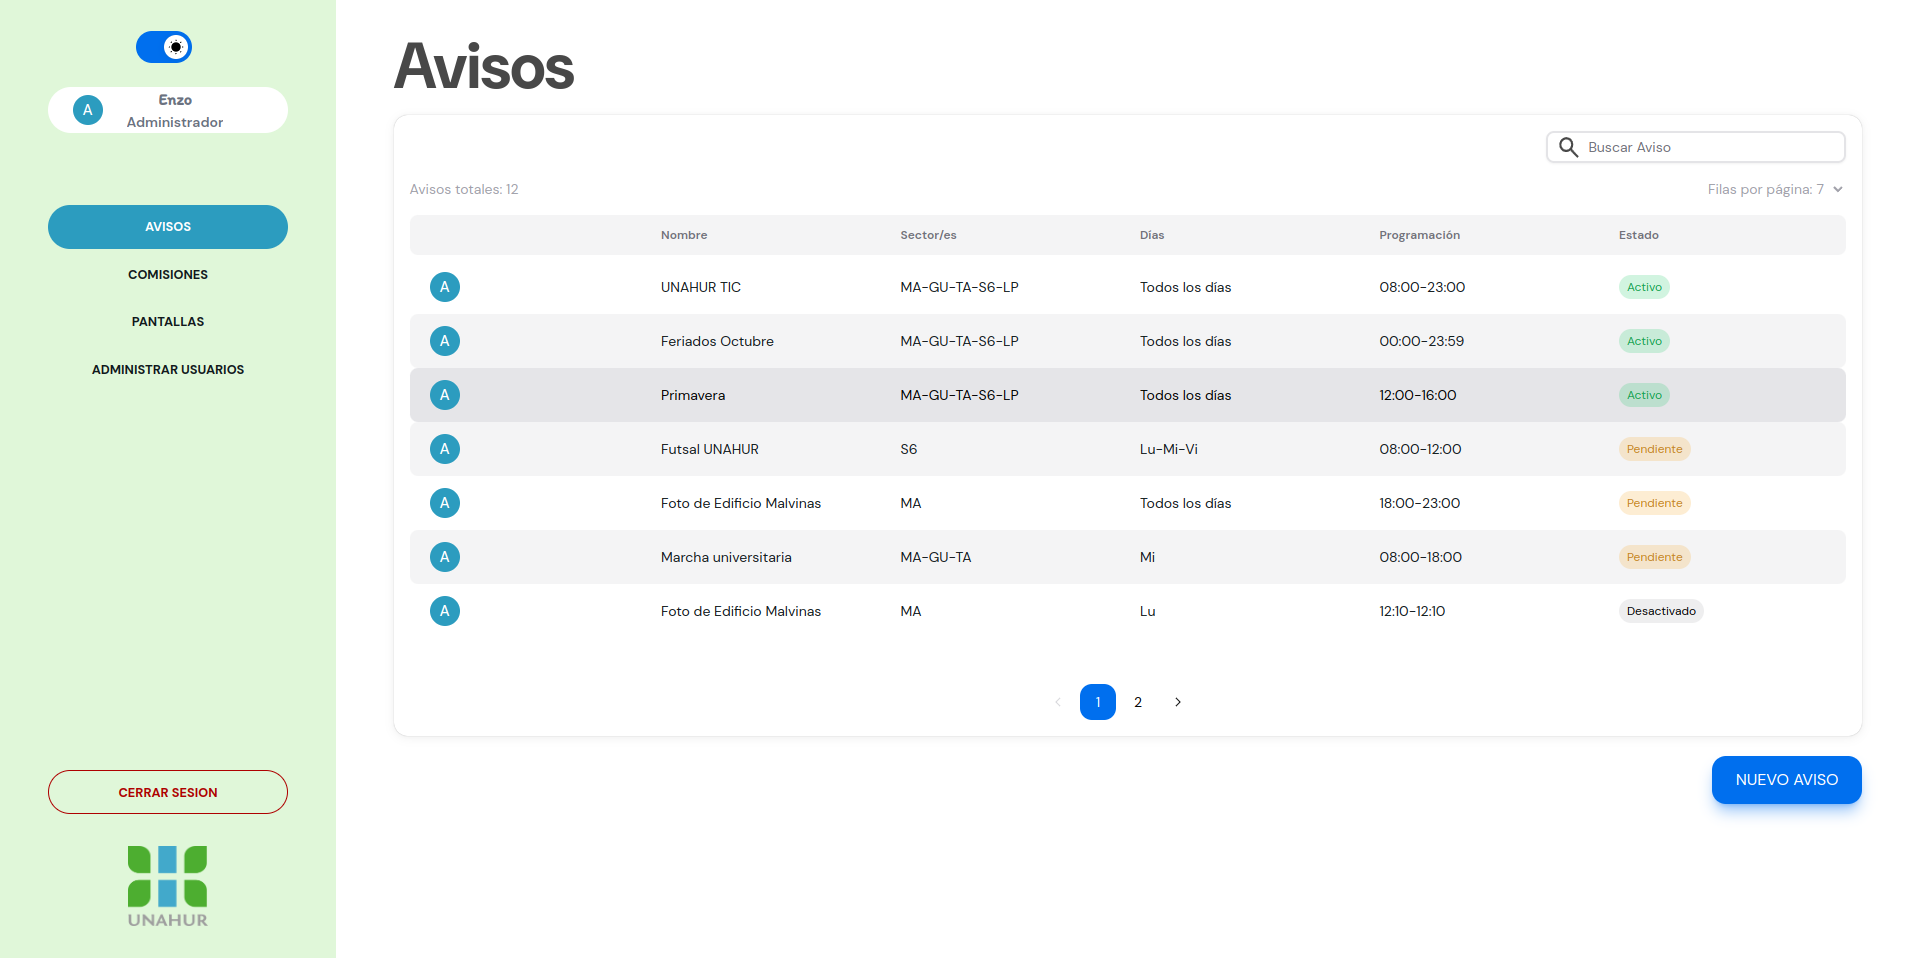 A
Enzo
Administrador
AVISOS
COMISIONES
PANTALLAS
ADMINISTRAR USUARIOS
CERRAR SESION
UNAHUR
Avisos
Buscar Aviso
Avisos totales: 12
Filas por página: 7
Nombre Sector/es Días Programación Estado
A UNAHUR TIC MA-GU-TA-S6-LP Todos los días 08:00-23:00 Activo
A Feriados Octubre MA-GU-TA-S6-LP Todos los días 00:00-23:59 Activo
A Primavera MA-GU-TA-S6-LP Todos los días 12:00-16:00 Activo
A Futsal UNAHUR S6 Lu-Mi-Vi 08:00-12:00 Pendiente
A Foto de Edificio Malvinas MA Todos los días 18:00-23:00 Pendiente
A Marcha universitaria MA-GU-TA Mi 08:00-18:00 Pendiente
A Foto de Edificio Malvinas MA Lu 12:10-12:10 Desactivado
1 2
NUEVO AVISO